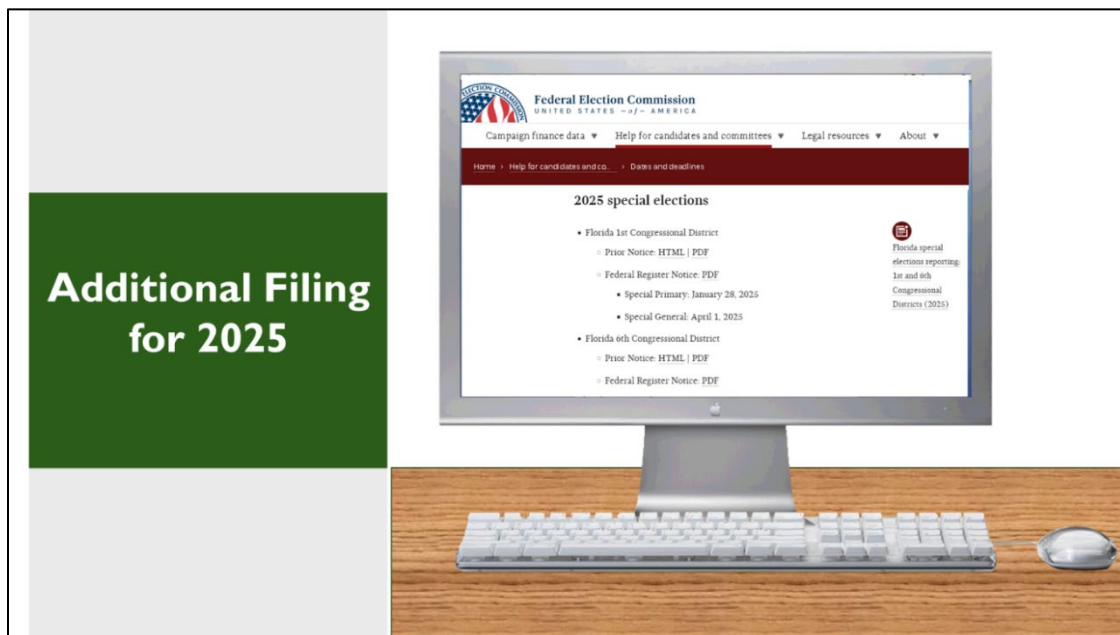 Additional Filing
for 2025
Federal Election Commission
UNITED STATES -of- AMERICA
Campaign finance data ▼ Help for candidates and committees ▼ Legal resources ▼ About ▼
Home › Help for candidates and co... › Dates and deadlines
2025 special elections
• Florida 1st Congressional District
○ Prior Notice: HTML | PDF
○ Federal Register Notice: PDF
▪ Special Primary: January 28, 2025
▪ Special General: April 1, 2025
• Florida 6th Congressional District
○ Prior Notice: HTML | PDF
○ Federal Register Notice: PDF
Florida special
elections reporting:
1st and 6th
Congressional
Districts (2025)